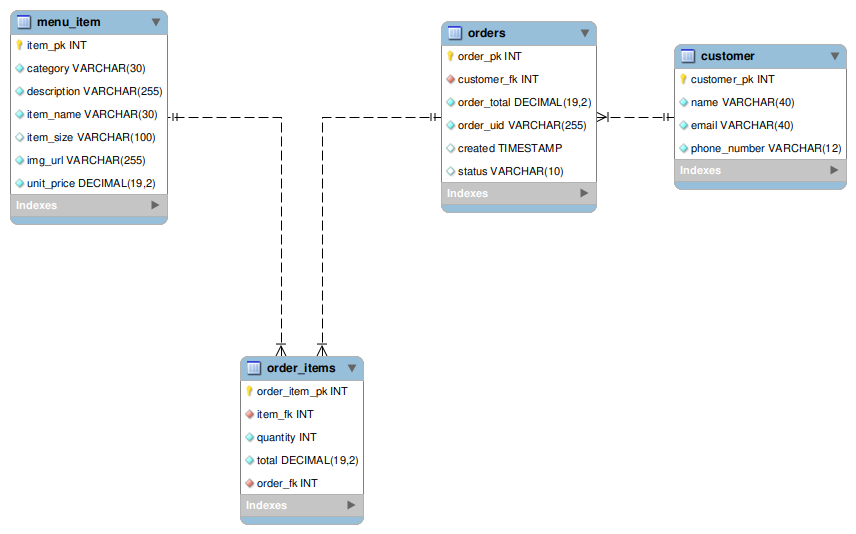 menu_item
item_pk INT
category VARCHAR(30)
description VARCHAR(255)
item_name VARCHAR(30)
item_size VARCHAR(100)
img_url VARCHAR(255)
unit_price DECIMAL(19,2)
Indexes
orders
order_pk INT
customer_fk INT
order_total DECIMAL(19,2)
order_uid VARCHAR(255)
created TIMESTAMP
status VARCHAR(10)
Indexes
customer
customer_pk INT
name VARCHAR(40)
email VARCHAR(40)
phone_number VARCHAR(12)
Indexes
order_items
order_item_pk INT
item_fk INT
quantity INT
total DECIMAL(19,2)
order_fk INT
Indexes